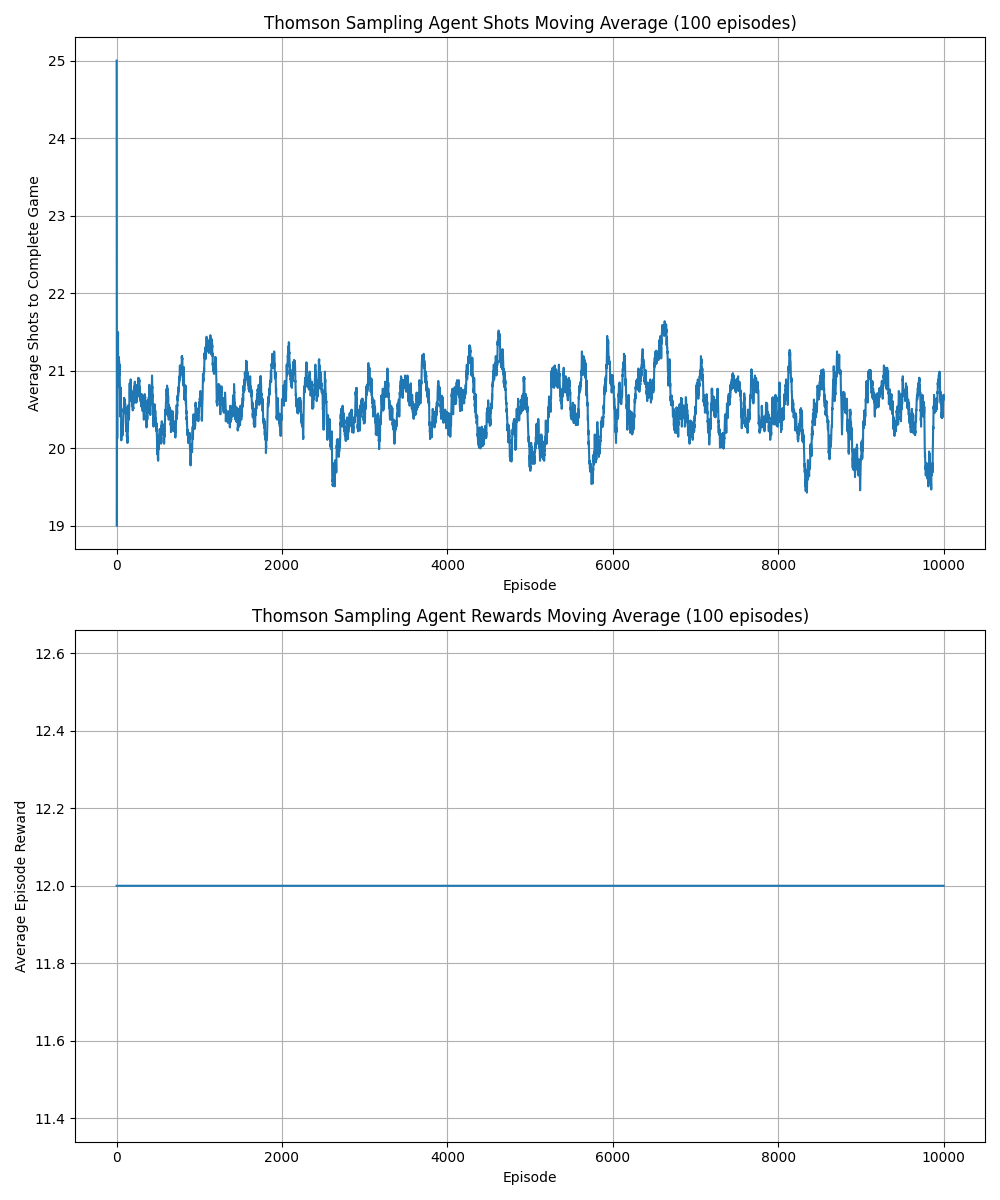 Thomson Sampling Agent Shots Moving Average (100 episodes)
Average Shots to Complete Game
25
24
23
22
21
20
19
0 2000 4000 6000 8000 10000
Episode
Thomson Sampling Agent Rewards Moving Average (100 episodes)
Average Episode Reward
12.6
12.4
12.2
12.0
11.8
11.6
11.4
0 2000 4000 6000 8000 10000
Episode